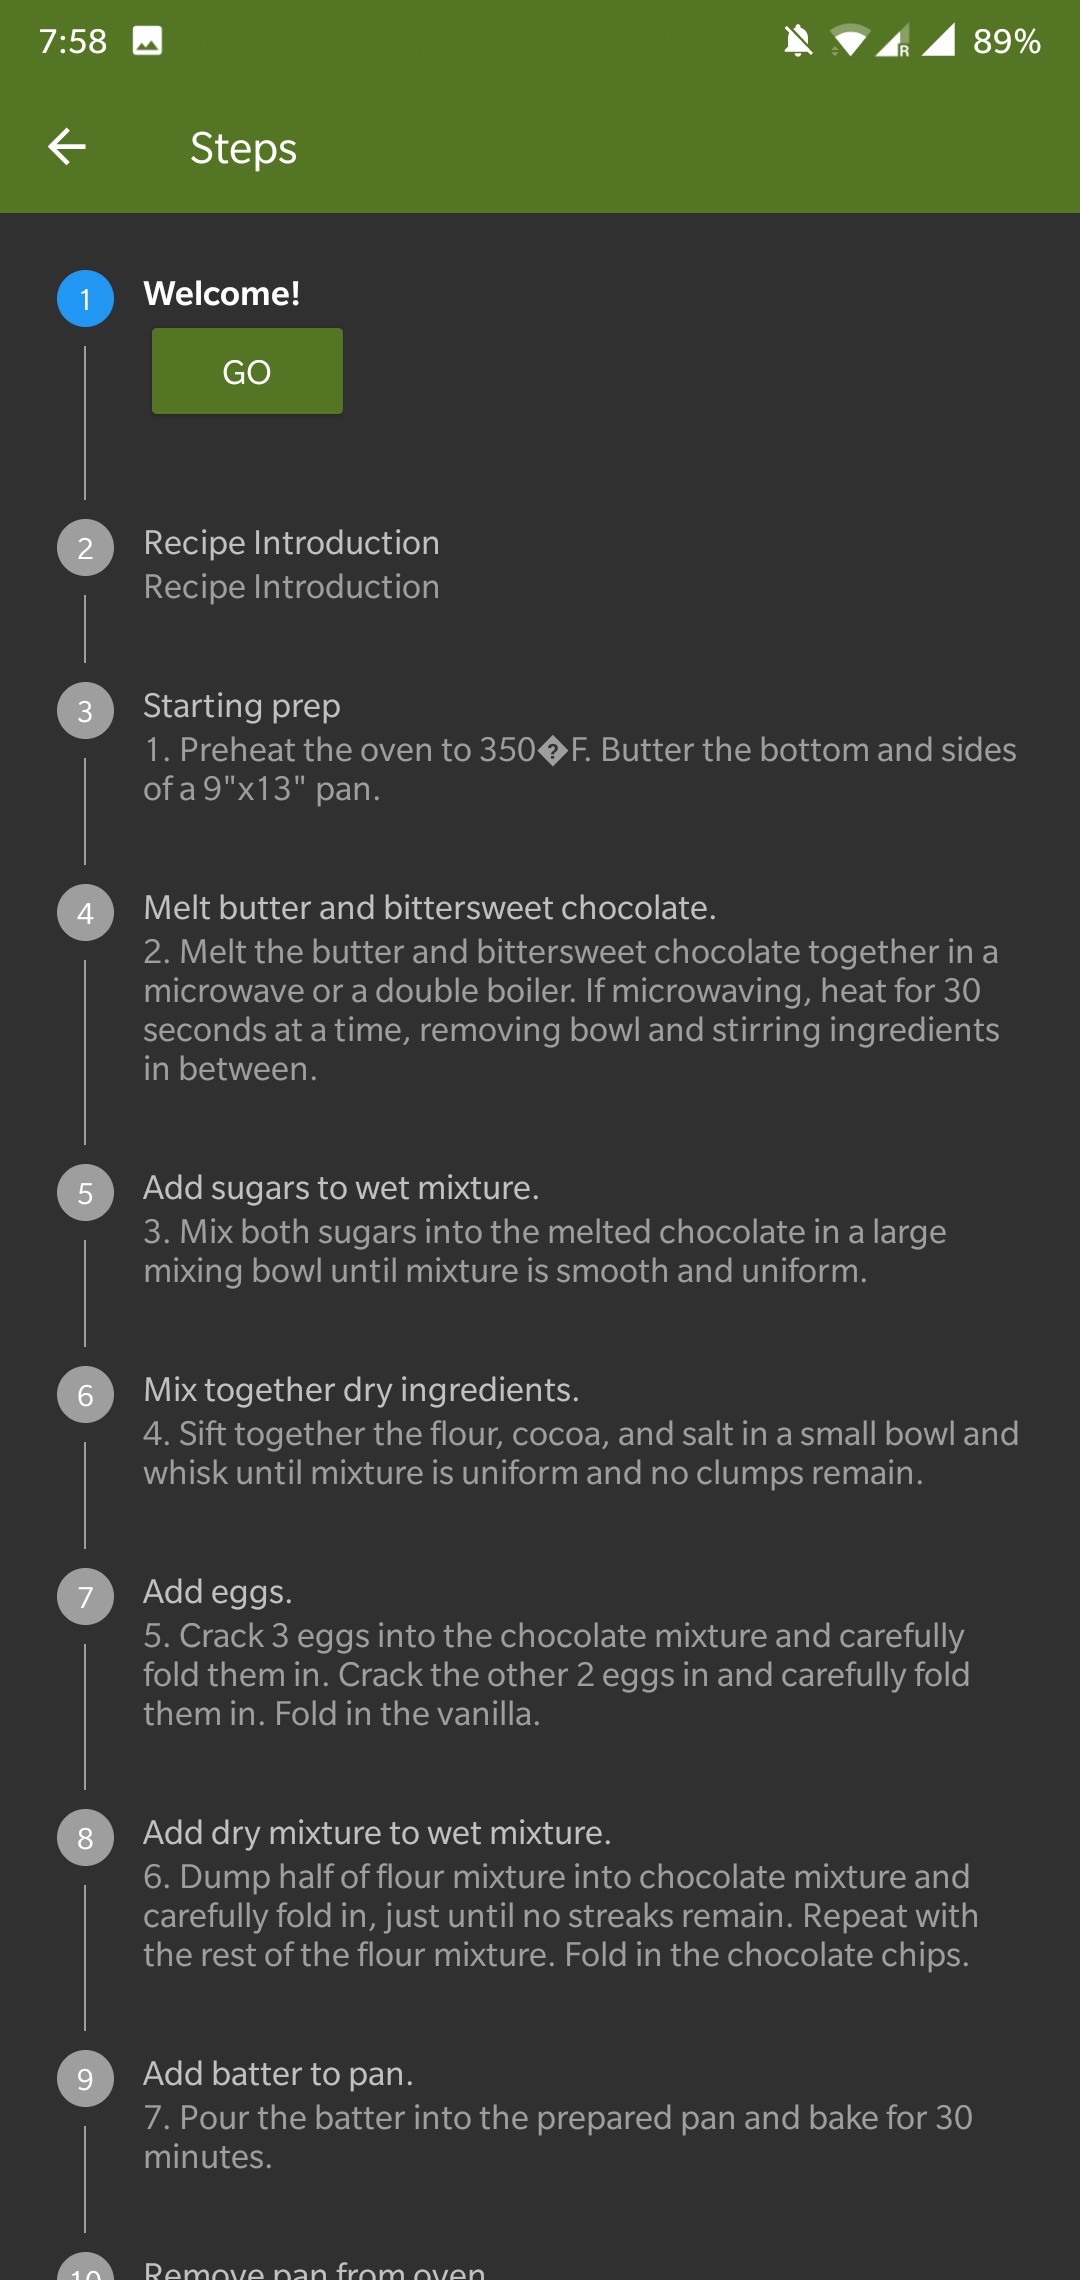 7:58
R
89%
Steps
1
Welcome!
GO
2
Recipe Introduction
Recipe Introduction
3
Starting prep
1. Preheat the oven to 350�F. Butter the bottom and sides
of a 9"x13" pan.
4
Melt butter and bittersweet chocolate.
2. Melt the butter and bittersweet chocolate together in a
microwave or a double boiler. If microwaving, heat for 30
seconds at a time, removing bowl and stirring ingredients
in between.
5
Add sugars to wet mixture.
3. Mix both sugars into the melted chocolate in a large
mixing bowl until mixture is smooth and uniform.
6
Mix together dry ingredients.
4. Sift together the flour, cocoa, and salt in a small bowl and
whisk until mixture is uniform and no clumps remain.
7
Add eggs.
5. Crack 3 eggs into the chocolate mixture and carefully
fold them in. Crack the other 2 eggs in and carefully fold
them in. Fold in the vanilla.
8
Add dry mixture to wet mixture.
6. Dump half of flour mixture into chocolate mixture and
carefully fold in, just until no streaks remain. Repeat with
the rest of the flour mixture. Fold in the chocolate chips.
9
Add batter to pan.
7. Pour the batter into the prepared pan and bake for 30
minutes.
10
Remove pan from oven